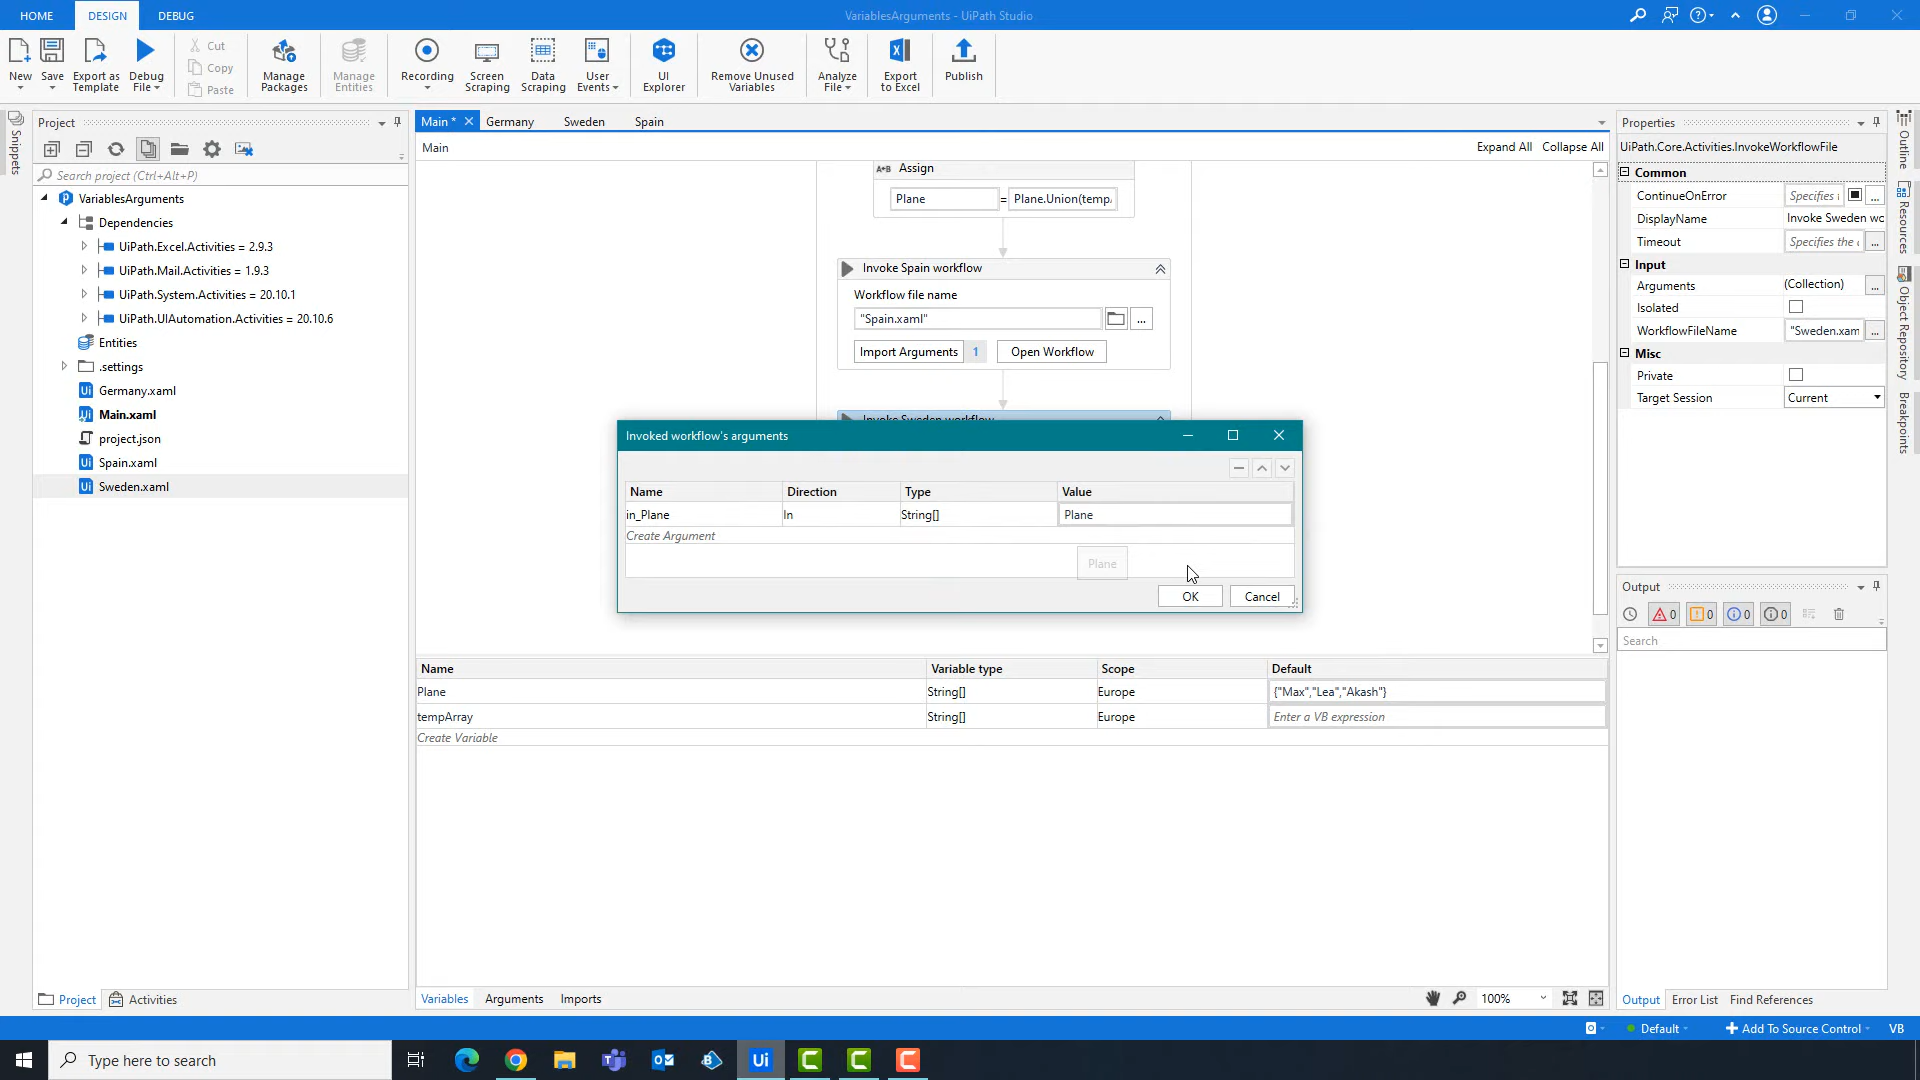 HOME
DESIGN
DEBUG
VariablesArguments - UiPath Studio
New
Save
Export as Template
Debug File
Cut
Copy
Paste
Manage Packages
Manage Entities
Recording
Screen Scraping
Data Scraping
User Events
UI Explorer
Remove Unused Variables
Analyze File
Export to Excel
Publish
Snippets
Project
Search project (Ctrl+Alt+P)
VariablesArguments
Dependencies
UiPath.Excel.Activities = 2.9.3
UiPath.Mail.Activities = 1.9.3
UiPath.System.Activities = 20.10.1
UiPath.UIAutomation.Activities = 20.10.6
Entities
.settings
Germany.xaml
Main.xaml
project.json
Spain.xaml
Sweden.xaml
Project
Activities
Main *
Germany
Sweden
Spain
Main
Expand All
Collapse All
A*B Assign
Plane = Plane.Union(temp
Invoke Spain workflow
Workflow file name
"Spain.xaml"
...
Import Arguments 1
Open Workflow
Invoke Sweden workflow
Invoked workflow's arguments
Name Direction Type Value
in_Plane In String[] Plane
Create Argument
Plane
OK
Cancel
Name Variable type Scope Default
Plane String[] Europe {"Max","Lea","Akash"}
tempArray String[] Europe Enter a VB expression
Create Variable
Variables
Arguments
Imports
100%
Properties
UiPath.Core.Activities.InvokeWorkflowFile
Common
ContinueOnError Specifies ...
DisplayName Invoke Sweden wc
Timeout Specifies the ...
Input
Arguments (Collection) ...
Isolated
WorkflowFileName "Sweden.xam ...
Misc
Private
Target Session Current
Output
0 0 0 0
Search
Output
Error List
Find References
Outline
Resources
Object Repository
Breakpoints
Default
Add To Source Control
VB
Type here to search
Ui